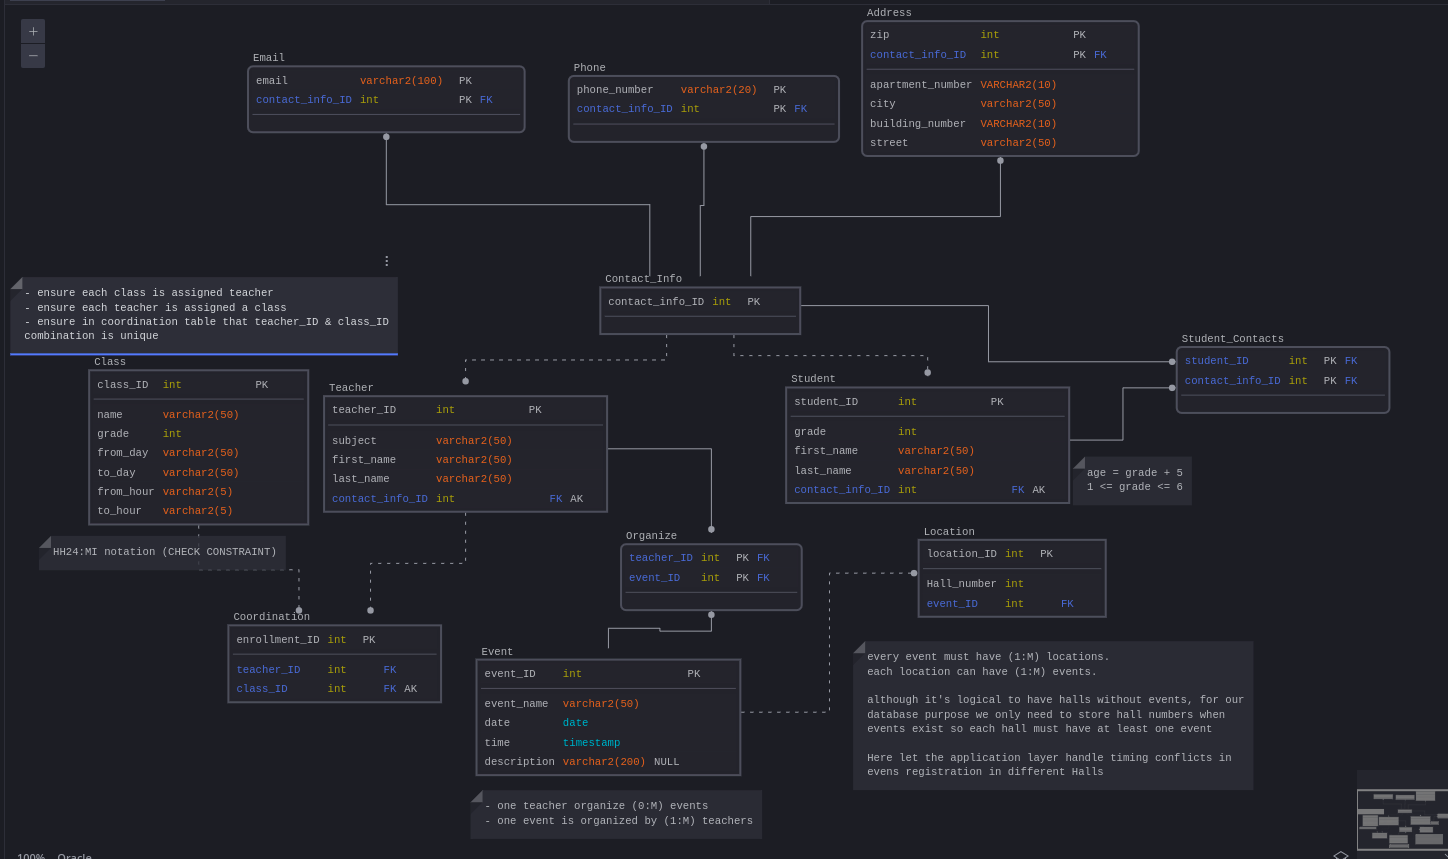 Address
zip int PK
contact_info_ID int PK FK
apartment_number VARCHAR2(10)
city varchar2(50)
building_number VARCHAR2(10)
street varchar2(50)
Email
email varchar2(100) PK
contact_info_ID int PK FK
Phone
phone_number varchar2(20) PK
contact_info_ID int PK FK
Contact_Info
contact_info_ID int PK
- ensure each class is assigned teacher
- ensure each teacher is assigned a class
- ensure in coordination table that teacher_ID & class_ID
combination is unique
Student_Contacts
student_ID int PK FK
contact_info_ID int PK FK
Class
class_ID int PK
name varchar2(50)
grade int
from_day varchar2(50)
to_day varchar2(50)
from_hour varchar2(5)
to_hour varchar2(5)
Teacher
teacher_ID int PK
subject varchar2(50)
first_name varchar2(50)
last_name varchar2(50)
contact_info_ID int FK AK
Student
student_ID int PK
grade int
first_name varchar2(50)
last_name varchar2(50)
contact_info_ID int FK AK
age = grade + 5
1 <= grade <= 6
HH24:MI notation (CHECK CONSTRAINT)
Organize
teacher_ID int PK FK
event_ID int PK FK
Location
location_ID int PK
Hall_number int
event_ID int FK
Coordination
enrollment_ID int PK
teacher_ID int FK
class_ID int FK AK
Event
event_ID int PK
event_name varchar2(50)
date date
time timestamp
description varchar2(200) NULL
every event must have (1:M) locations.
each location can have (1:M) events.
although it's logical to have halls without events, for our
database purpose we only need to store hall numbers when
events exist so each hall must have at least one event
Here let the application layer handle timing conflicts in
evens registration in different Halls
- one teacher organize (0:M) events
- one event is organized by (1:M) teachers
100% Oracle